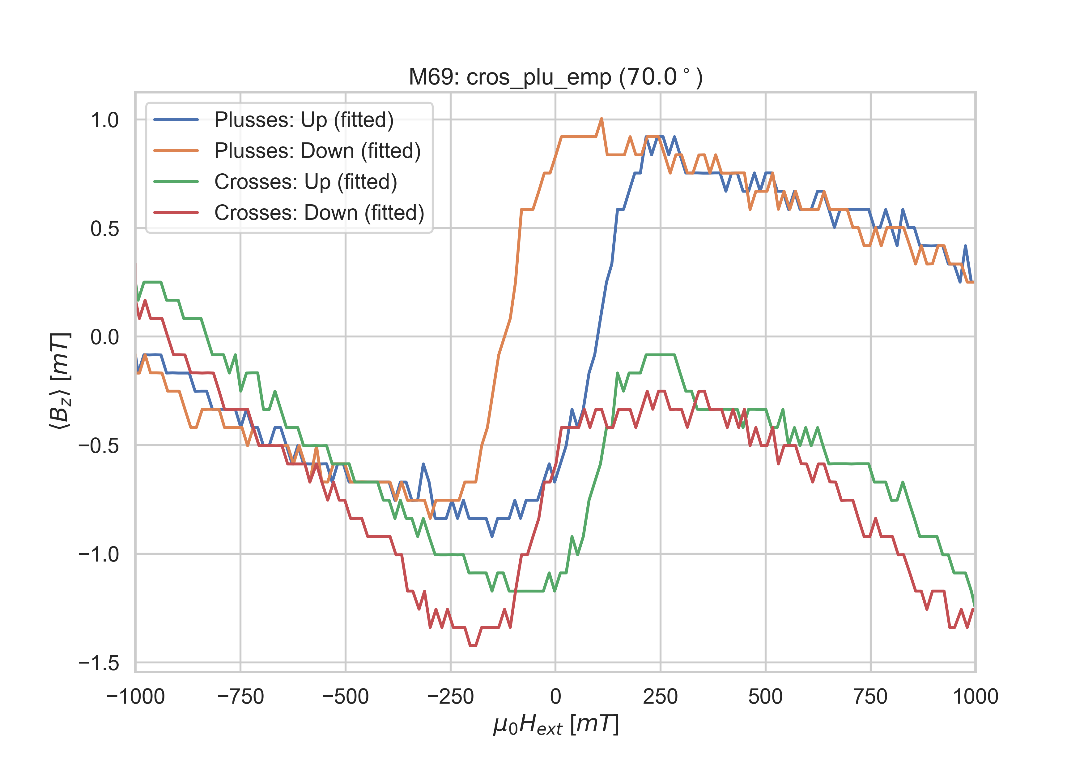 M69: cros_plu_emp (70.0°)
Plusses: Up (fitted)
Plusses: Down (fitted)
Crosses: Up (fitted)
Crosses: Down (fitted)
1.0
0.5
0.0
−0.5
−1.0
−1.5
⟨B_Z⟩ [mT]
−1000 −750 −500 −250 0 250 500 750 1000
μ₀H_ext [mT]